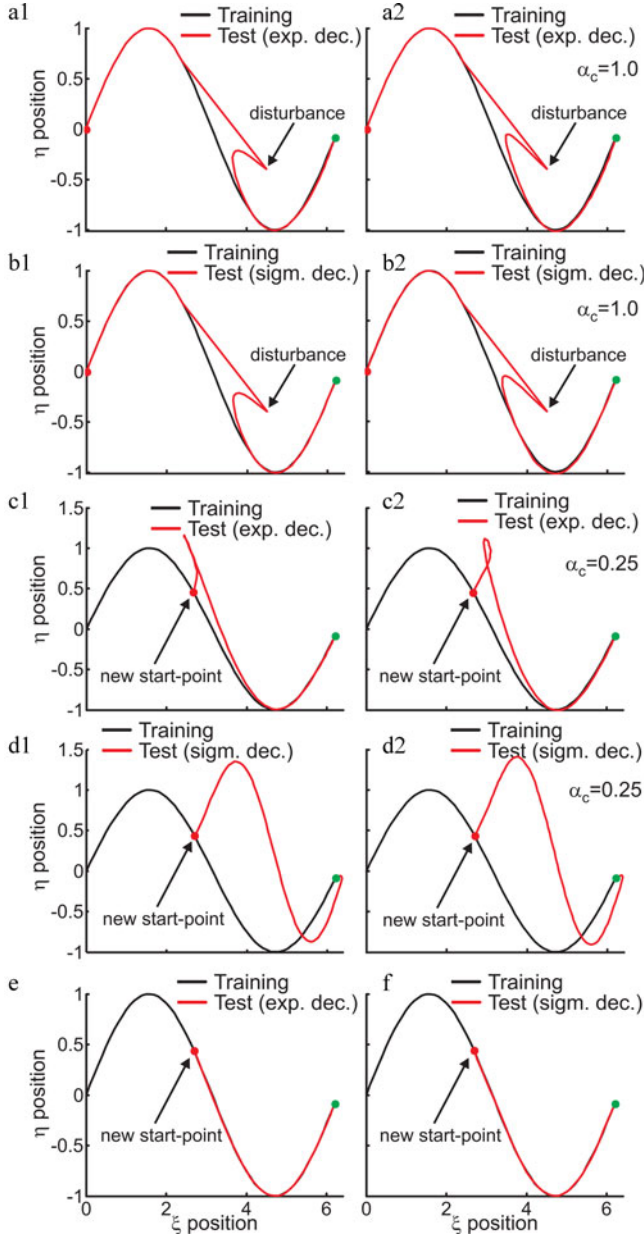 a1
Training
Test (exp. dec.)
1
0.5
0
-0.5
-1
η position
disturbance
a2
Training
Test (exp. dec.)
αc=1.0
disturbance
b1
Training
Test (sigm. dec.)
1
0.5
0
-0.5
-1
η position
disturbance
b2
Training
Test (sigm. dec.)
αc=1.0
disturbance
c1
Training
Test (exp. dec.)
1.5
1
0.5
0
-0.5
-1
η position
new start-point
c2
Training
Test (exp. dec.)
αc=0.25
new start-point
d1
Training
Test (sigm. dec.)
1.5
1
0.5
0
-0.5
-1
η position
new start-point
d2
Training
Test (sigm. dec.)
αc=0.25
new start-point
e
Training
Test (exp. dec.)
1
0.5
0
-0.5
-1
η position
new start-point
0 2 4 6
ξ position
f
Training
Test (sigm. dec.)
new start-point
0 2 4 6
ξ position